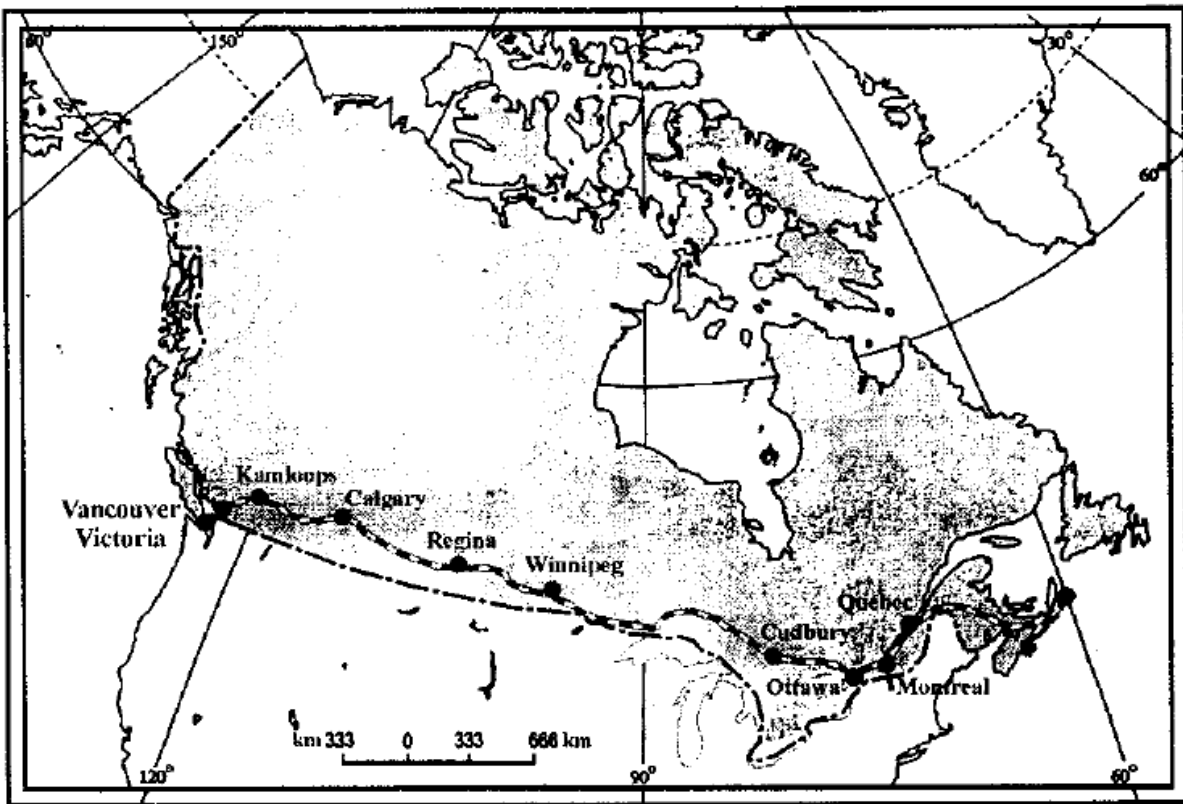 60°
150°
30°
60°
Kamloops
Calgary
Vancouver
Victoria
Regina
Winnipeg
Quebec
Cudbury
Ottawa
Montreal
km 333 0 333 666 km
120°
90°
60°